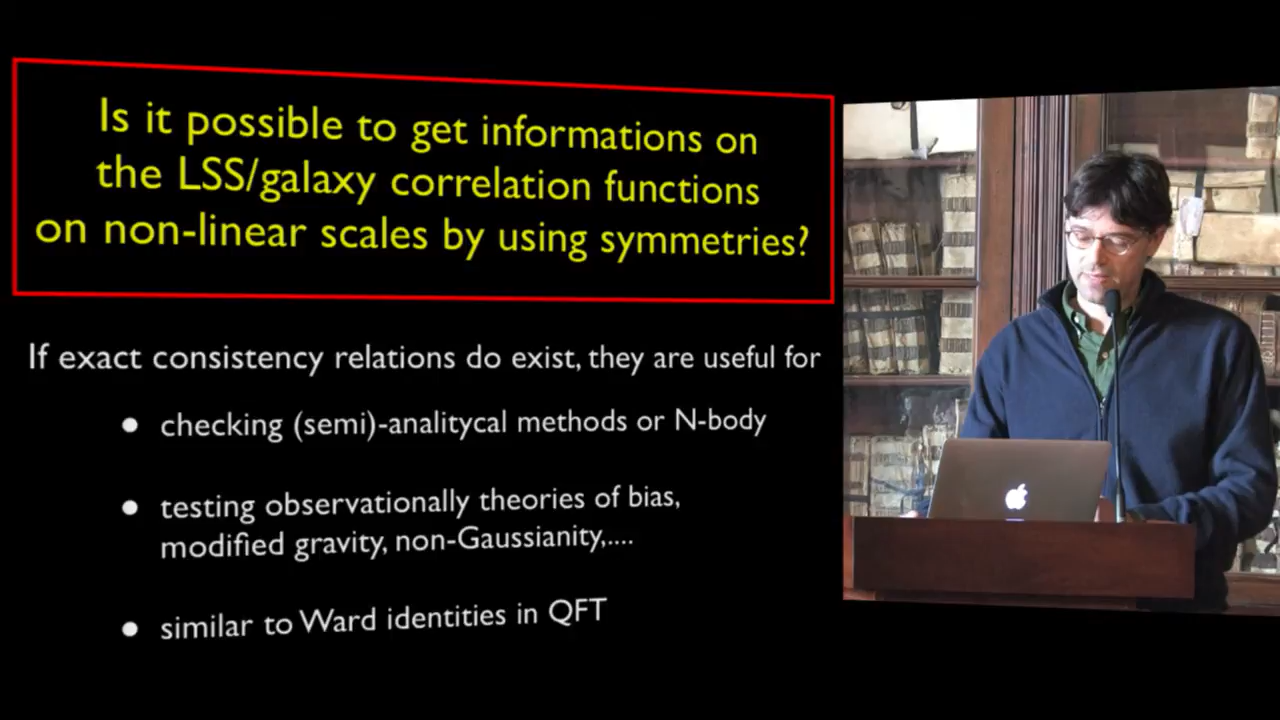 Is it possible to get informations on
the LSS/galaxy correlation functions
on non-linear scales by using symmetries?
If exact consistency relations do exist, they are useful for
● checking (semi)-analitycal methods or N-body
● testing observationally theories of bias,
modified gravity, non-Gaussianity,....
● similar to Ward identities in QFT